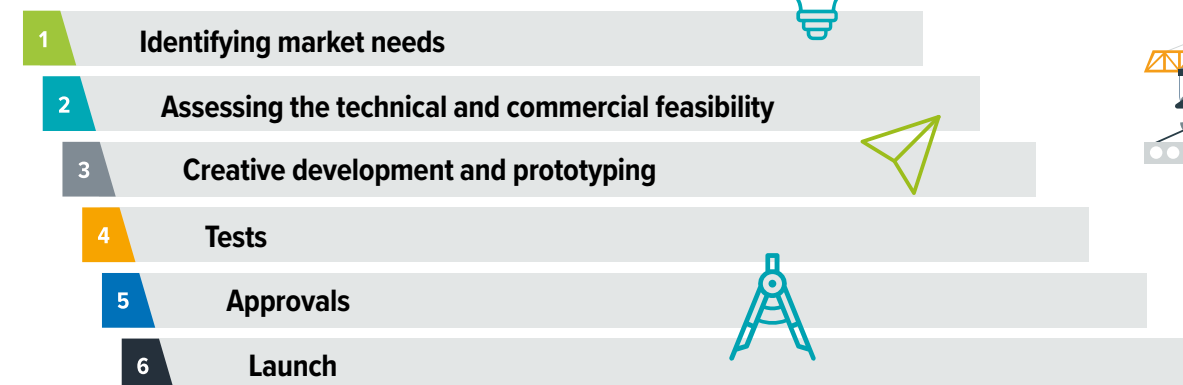 1 Identifying market needs
2 Assessing the technical and commercial feasibility
3 Creative development and prototyping
4 Tests
5 Approvals
6 Launch